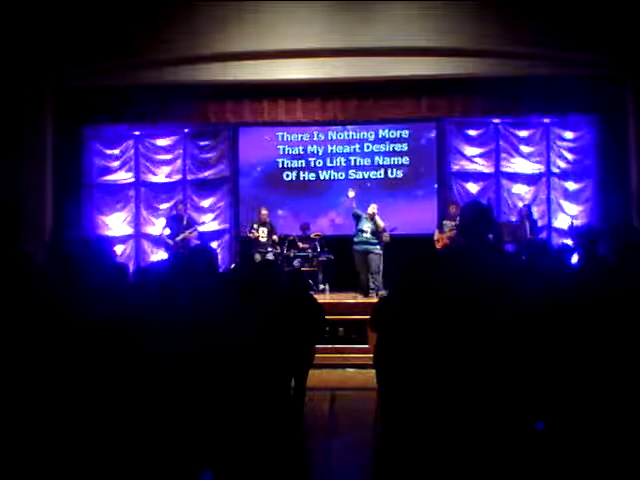 There Is Nothing More
That My Heart Desires
Than To Lift The Name
Of He Who Saved Us